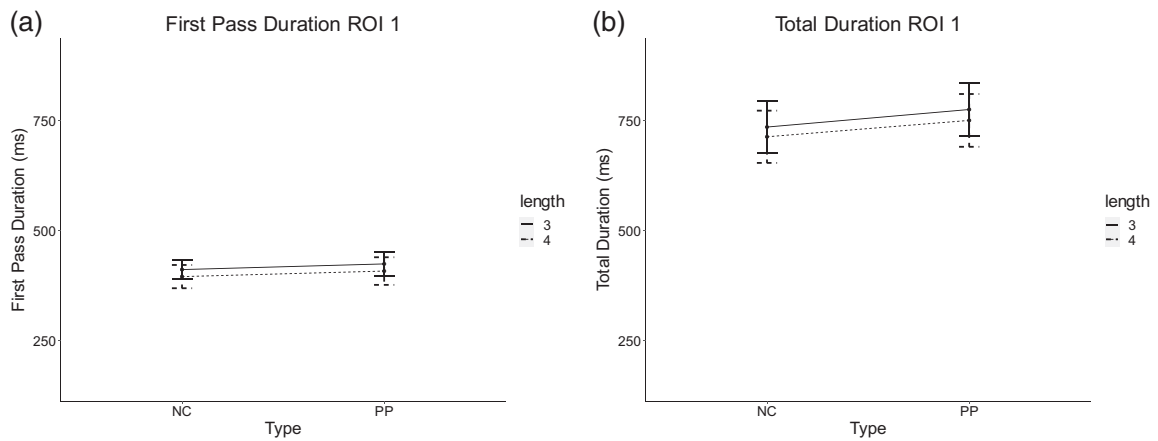 (a)
First Pass Duration ROI 1
First Pass Duration (ms)
750
500
250
NC
PP
Type
length
3
4
(b)
Total Duration ROI 1
Total Duration (ms)
750
500
250
NC
PP
Type
length
3
4